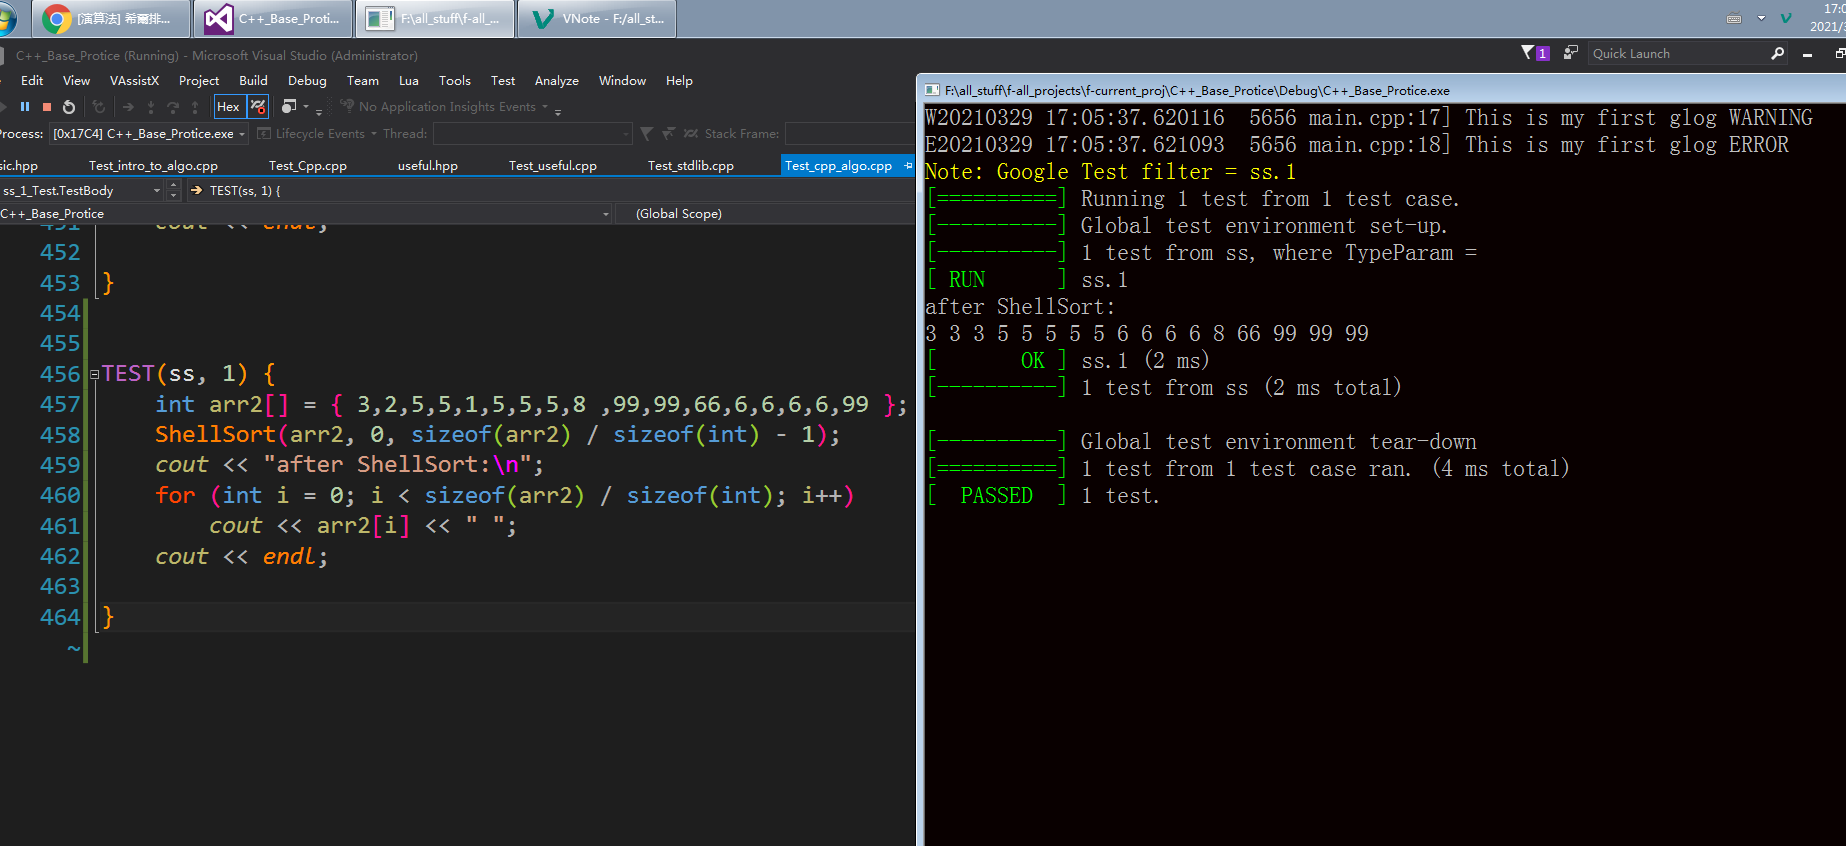 [演算法] 希爾排...
C++_Base_Proti...
F:\all_stuff\f-all_...
VNote - F:/all_st...
2021/3
C++_Base_Protice (Running) - Microsoft Visual Studio (Administrator)
1
Quick Launch
Edit View VAssistX Project Build Debug Team Lua Tools Test Analyze Window Help
Hex
No Application Insights Events
rocess: [0x17C4] C++_Base_Protice.exe Lifecycle Events Thread: Stack Frame:
sic.hpp Test_intro_to_algo.cpp Test_Cpp.cpp useful.hpp Test_useful.cpp Test_stdlib.cpp Test_cpp_algo.cpp
ss_1_Test.TestBody TEST(ss, 1) {
C++_Base_Protice (Global Scope)
451 cout << endl;
452
453 }
454
455
456 TEST(ss, 1) {
457 int arr2[] = { 3,2,5,5,1,5,5,5,8 ,99,99,66,6,6,6,6,99 };
458 ShellSort(arr2, 0, sizeof(arr2) / sizeof(int) - 1);
459 cout << "after ShellSort:\n";
460 for (int i = 0; i < sizeof(arr2) / sizeof(int); i++)
461 cout << arr2[i] << " ";
462 cout << endl;
463
464 }
~
F:\all_stuff\f-all_projects\f-current_proj\C++_Base_Protice\Debug\C++_Base_Protice.exe
W20210329 17:05:37.620116  5656 main.cpp:17] This is my first glog WARNING
E20210329 17:05:37.621093  5656 main.cpp:18] This is my first glog ERROR
Note: Google Test filter = ss.1
[==========] Running 1 test from 1 test case.
[----------] Global test environment set-up.
[----------] 1 test from ss, where TypeParam =
[ RUN      ] ss.1
after ShellSort:
3 3 3 5 5 5 5 5 6 6 6 6 8 66 99 99 99
[       OK ] ss.1 (2 ms)
[----------] 1 test from ss (2 ms total)
[----------] Global test environment tear-down
[==========] 1 test from 1 test case ran. (4 ms total)
[  PASSED  ] 1 test.